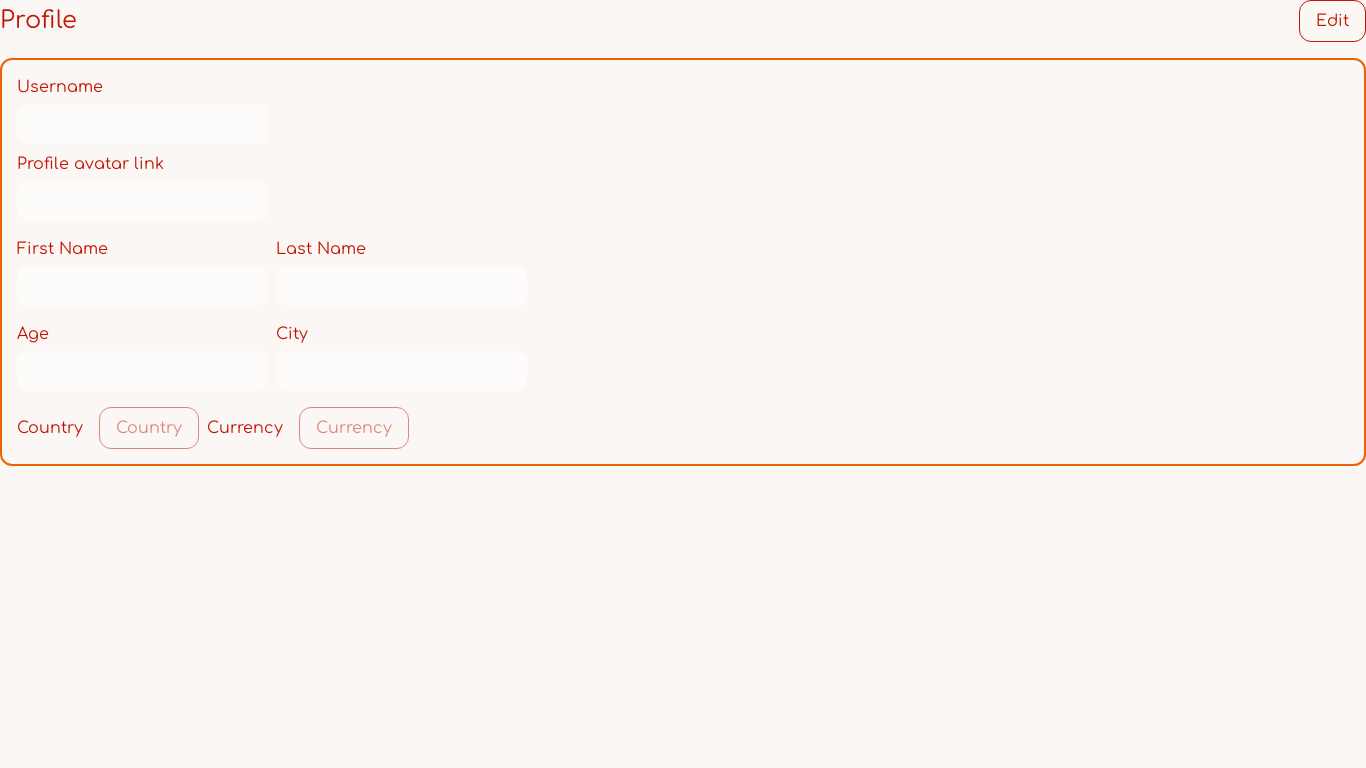 Profile Edit
Username
Profile avatar link
First Name Last Name
Age City
Country Country Currency Currency